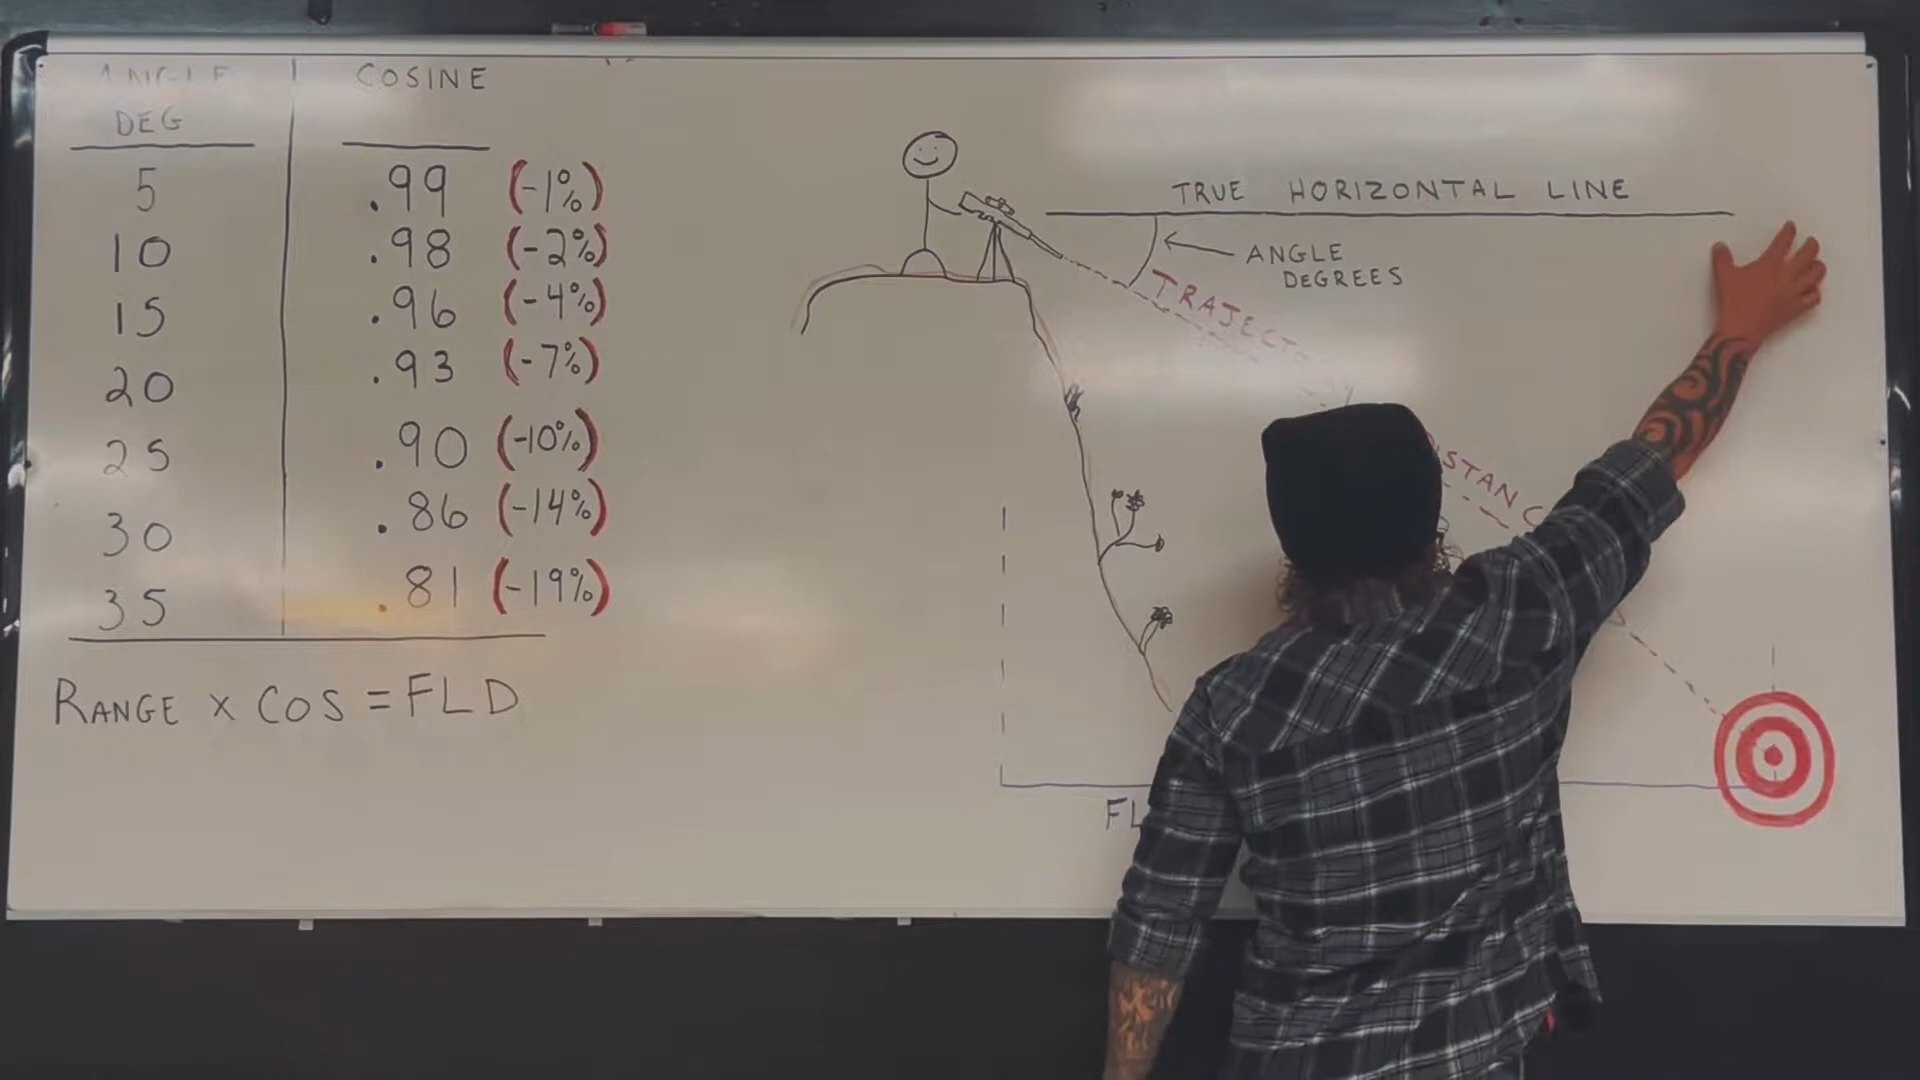 ANGLE
DEG
COSINE
5 .99 (-1%)
10 .98 (-2%)
15 .96 (-4%)
20 .93 (-7%)
25 .90 (-10%)
30 .86 (-14%)
35 .81 (-19%)
RANGE x COS = FLD
TRUE HORIZONTAL LINE
ANGLE
DEGREES